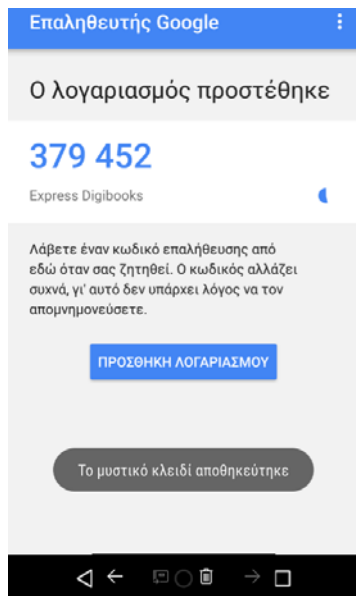 Επαληθευτής Google
Ο λογαριασμός προστέθηκε
379 452
Express Digibooks
Λάβετε έναν κωδικό επαλήθευσης από
εδώ όταν σας ζητηθεί. Ο κωδικός αλλάζει
συχνά, γι' αυτό δεν υπάρχει λόγος να τον
απομνημονεύσετε.
ΠΡΟΣΘΗΚΗ ΛΟΓΑΡΙΑΣΜΟΥ
Το μυστικό κλειδί αποθηκεύτηκε